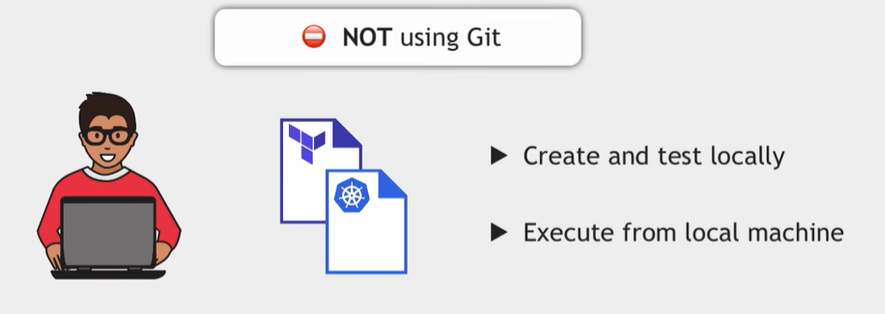 NOT using Git
Create and test locally
Execute from local machine